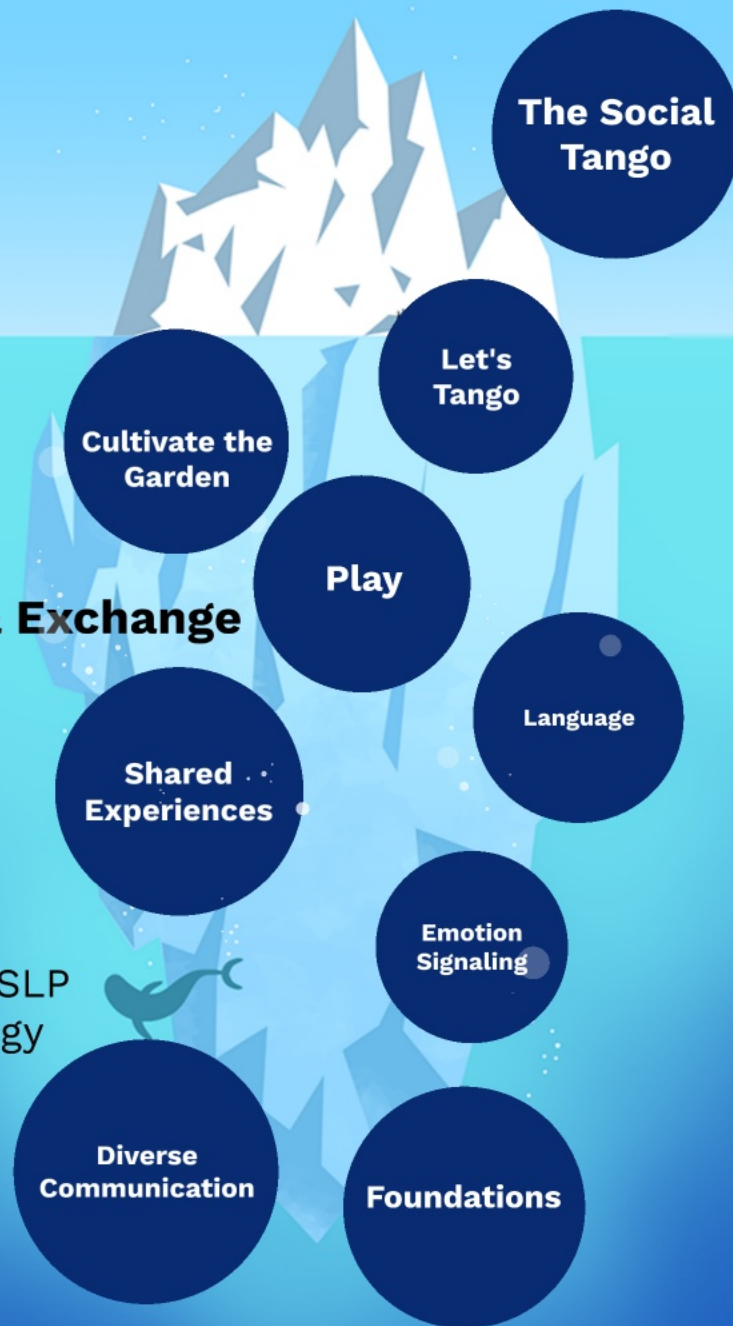 The Social
Tango
Let's
Tango
Cultivate the
Garden
Play
Exchange
Language
Shared
Experiences
Emotion
Signaling
SLP
gy
Diverse
Communication
Foundations